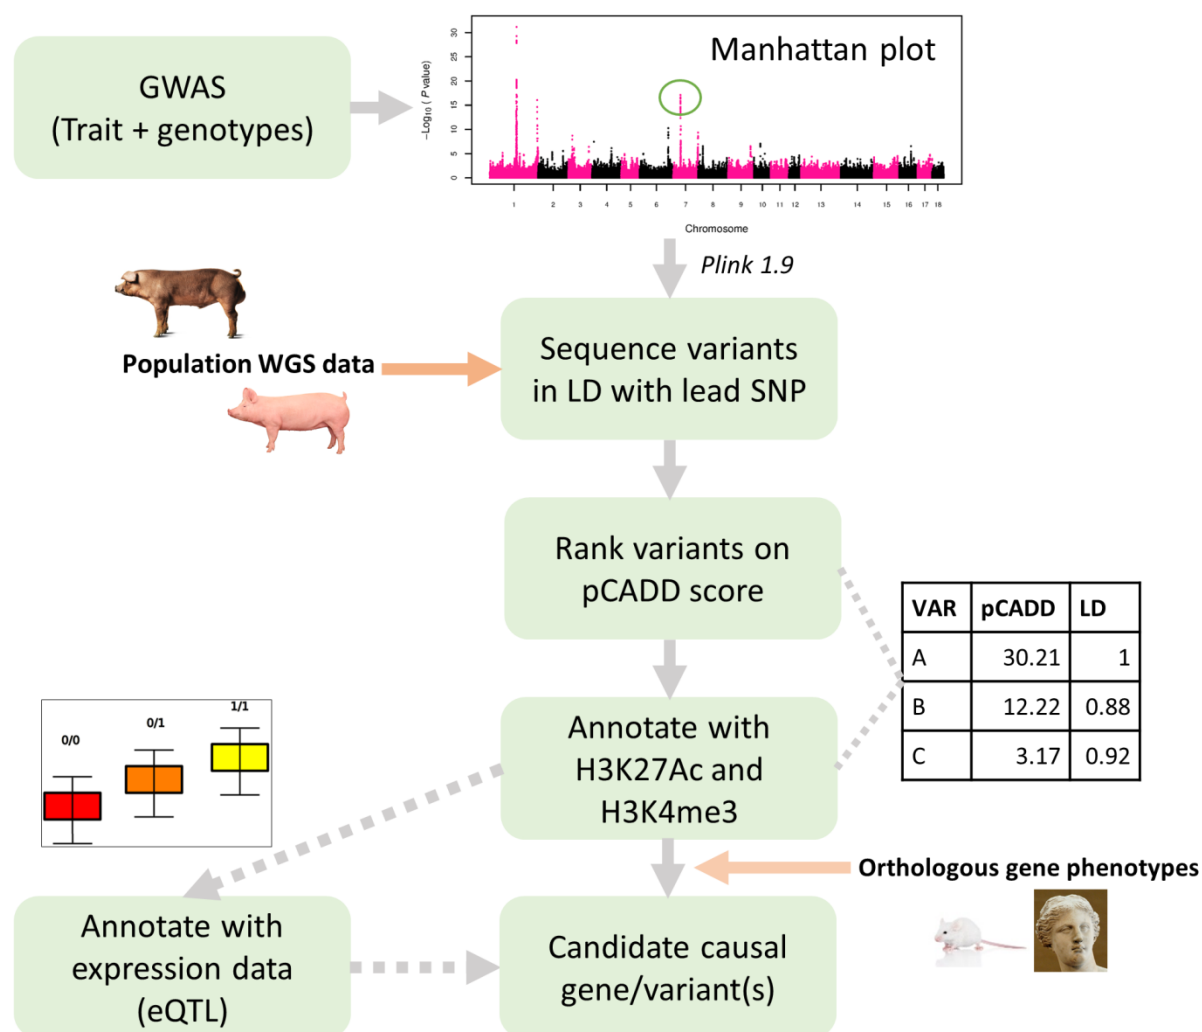 GWAS
(Trait + genotypes)
Manhattan plot
−Log10 ( P value)
30
25
20
15
10
5
0
1 2 3 4 5 6 7 8 9 10 11 12 13 14 15 16 17 18
Chromosome
Plink 1.9
Population WGS data
Sequence variants
in LD with lead SNP
Rank variants on
pCADD score
VAR pCADD LD
A 30.21 1
B 12.22 0.88
C 3.17 0.92
Annotate with
H3K27Ac and
H3K4me3
0/0 0/1 1/1
Orthologous gene phenotypes
Annotate with
expression data
(eQTL)
Candidate causal
gene/variant(s)